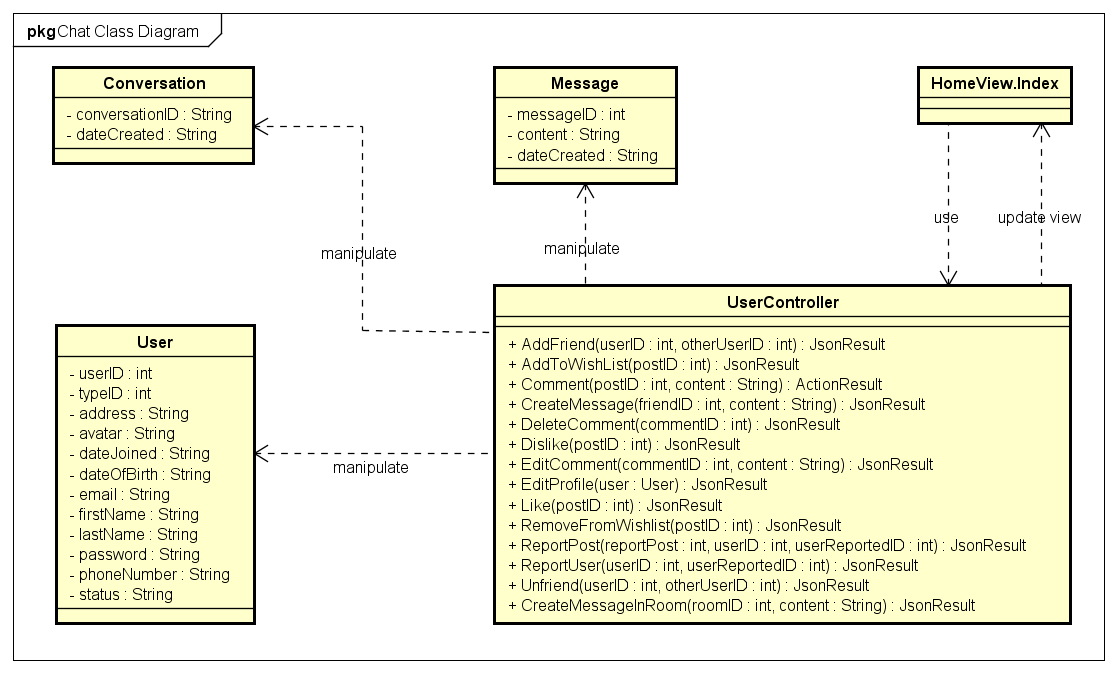 pkg Chat Class Diagram
Conversation
- conversationID : String
- dateCreated : String
Message
- messageID : int
- content : String
- dateCreated : String
HomeView.Index
use
update view
manipulate
manipulate
User
- userID : int
- typeID : int
- address : String
- avatar : String
- dateJoined : String
- dateOfBirth : String
- email : String
- firstName : String
- lastName : String
- password : String
- phoneNumber : String
- status : String
manipulate
UserController
+ AddFriend(userID : int, otherUserID : int) : JsonResult
+ AddToWishList(postID : int) : JsonResult
+ Comment(postID : int, content : String) : ActionResult
+ CreateMessage(friendID : int, content : String) : JsonResult
+ DeleteComment(commentID : int) : JsonResult
+ Dislike(postID : int) : JsonResult
+ EditComment(commentID : int, content : String) : JsonResult
+ EditProfile(user : User) : JsonResult
+ Like(postID : int) : JsonResult
+ RemoveFromWishlist(postID : int) : JsonResult
+ ReportPost(reportPost : int, userID : int, userReportedID : int) : JsonResult
+ ReportUser(userID : int, userReportedID : int) : JsonResult
+ Unfriend(userID : int, otherUserID : int) : JsonResult
+ CreateMessageInRoom(roomID : int, content : String) : JsonResult